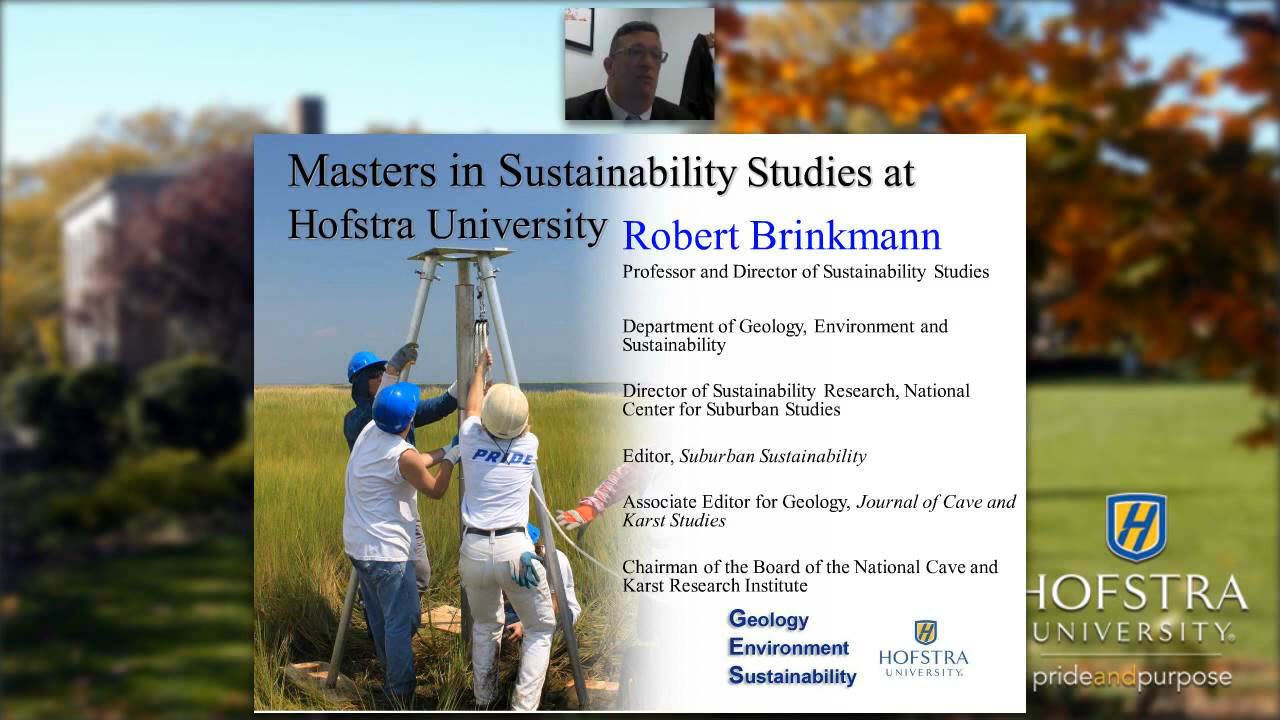 Masters in Sustainability Studies at
Hofstra University
Robert Brinkmann
Professor and Director of Sustainability Studies
Department of Geology, Environment and
Sustainability
Director of Sustainability Research, National
Center for Suburban Studies
Editor, Suburban Sustainability
Associate Editor for Geology, Journal of Cave and
Karst Studies
Chairman of the Board of the National Cave and
Karst Research Institute
PRIDE
Geology
Environment
Sustainability
H
HOFSTRA
UNIVERSITY®
H
HOFSTRA
UNIVERSITY®
prideandpurpose